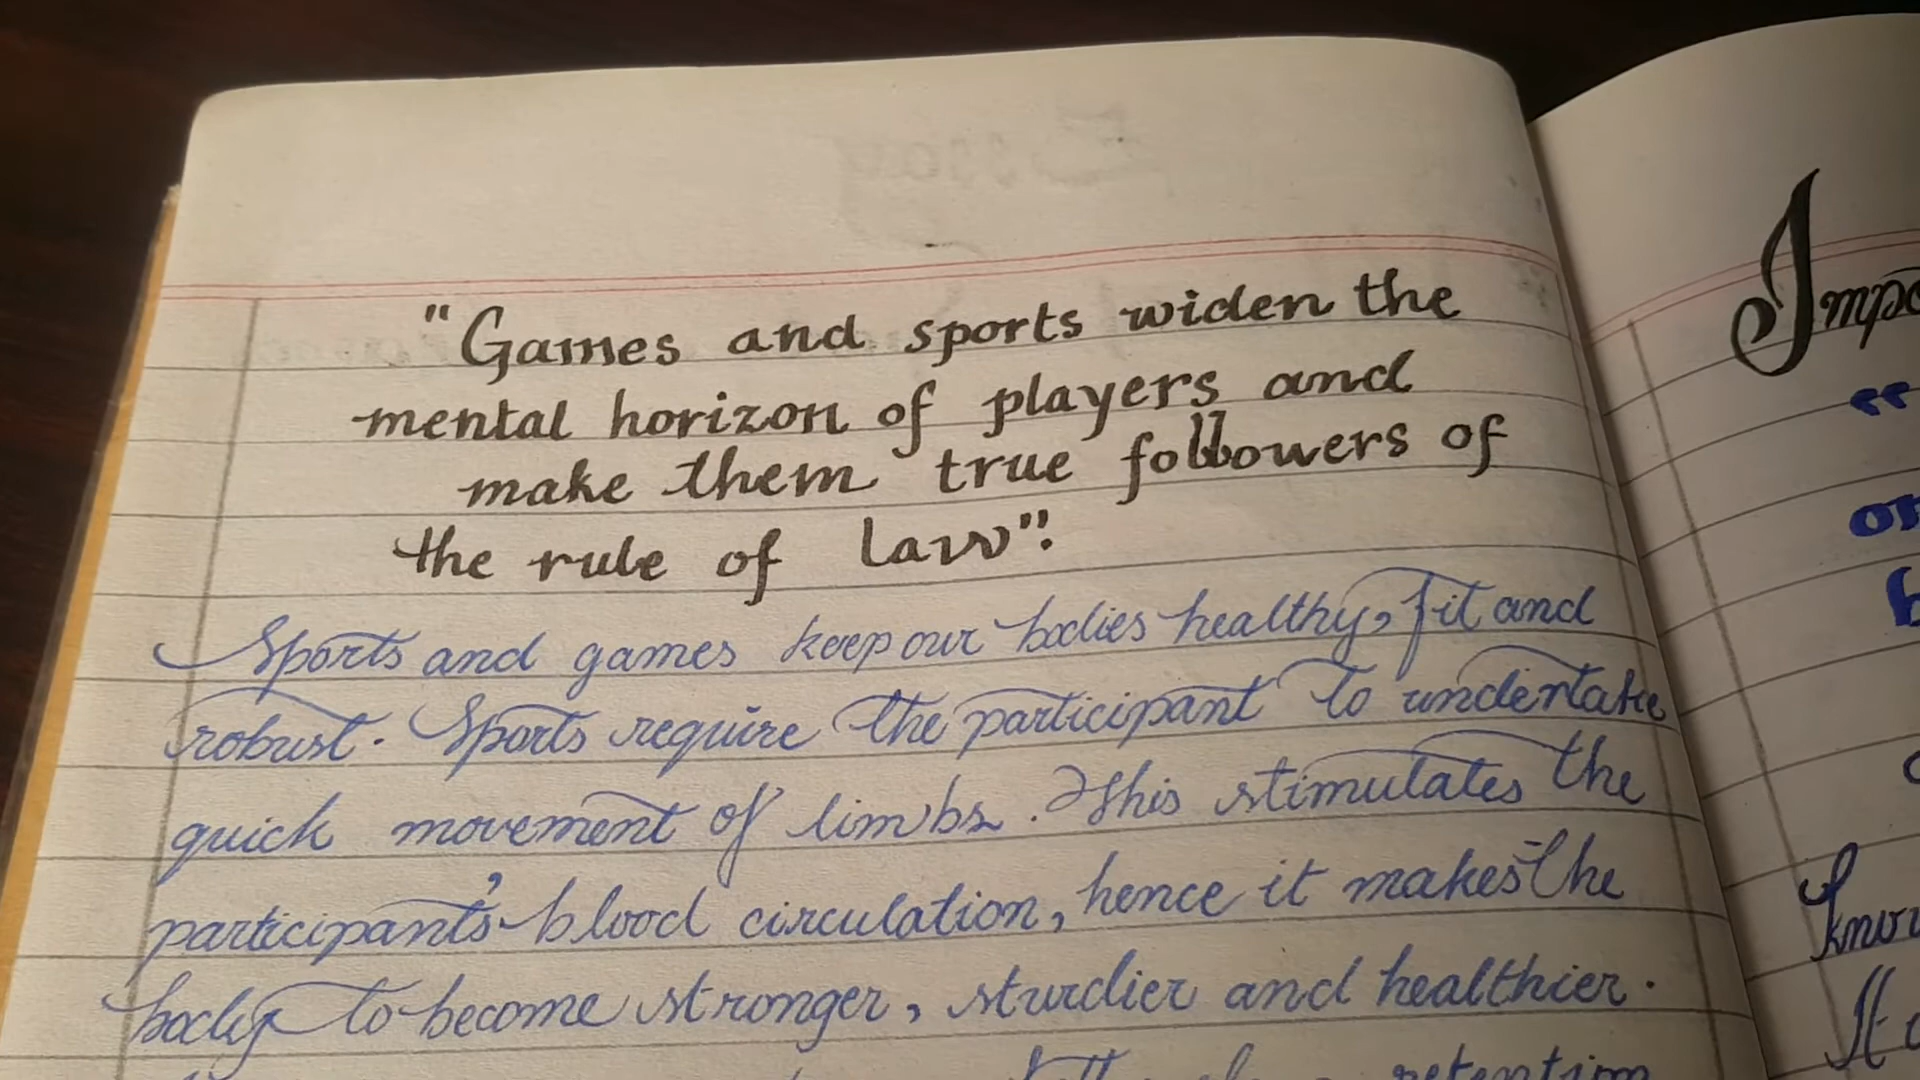 "Games and sports widen the
mental horizon of players and
make them true followers of
the rule of law".
Sports and games keep our bodies healthy, fit and
robust. Sports require the participant to undertake
quick movement of limbs. This stimulates the
participants' blood circulation, hence it makes the
body to become stronger, sturdier and healthier.
retention